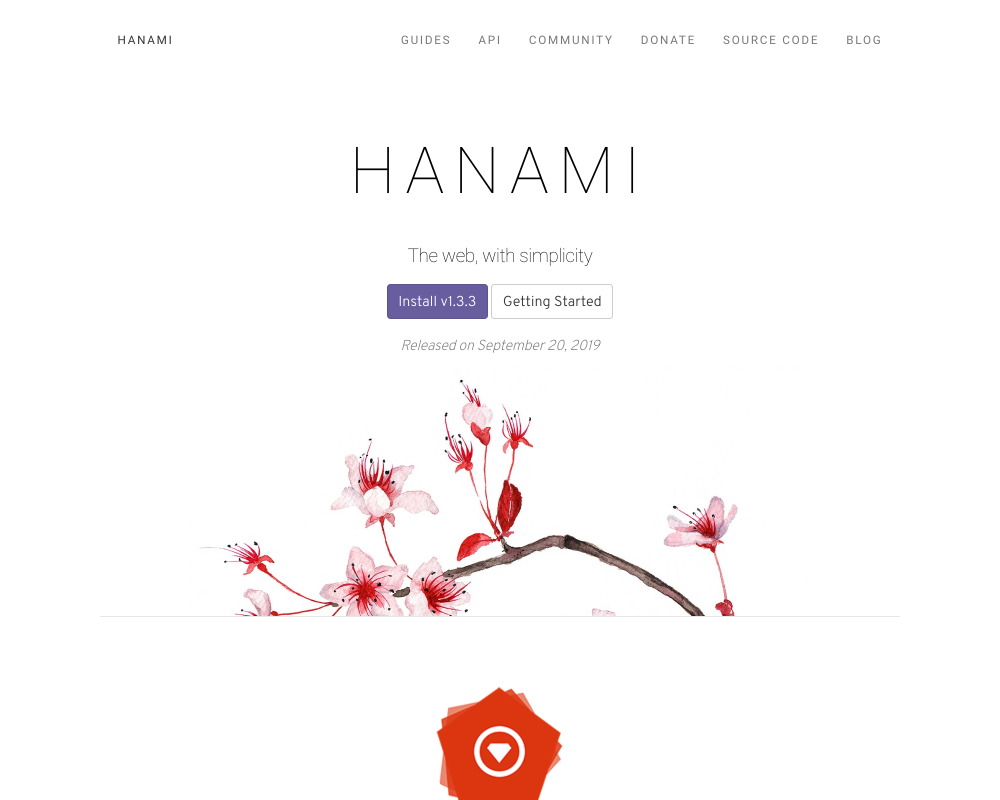 HANAMI GUIDES API COMMUNITY DONATE SOURCE CODE BLOG
HANAMI
The web, with simplicity
Install v1.3.3 Getting Started
Released on September 20, 2019